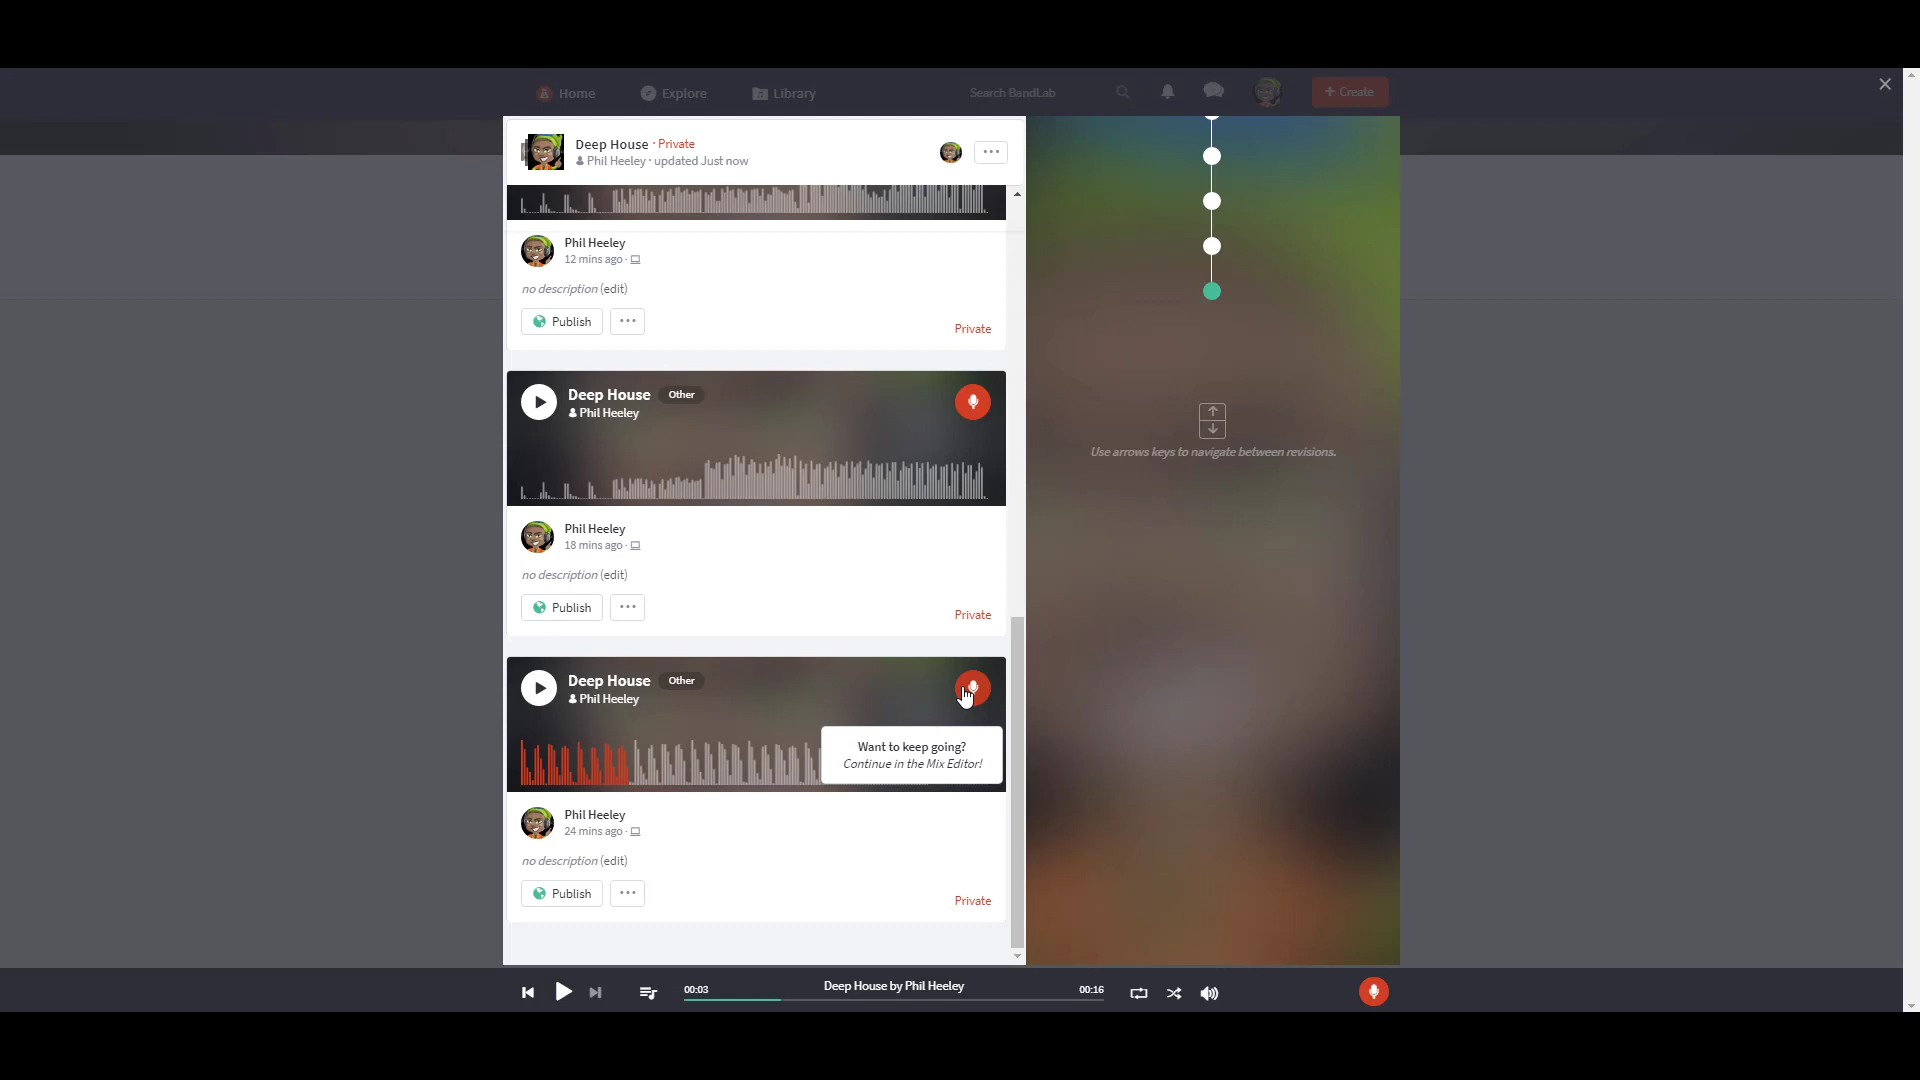 Home
Explore
Library
Search BandLab
+ Create
Deep House · Private
Phil Heeley · updated Just now
Phil Heeley
12 mins ago ·
no description (edit)
Publish
Private
Deep House
Other
Phil Heeley
Phil Heeley
18 mins ago ·
no description (edit)
Publish
Private
Deep House
Other
Phil Heeley
Want to keep going?
Continue in the Mix Editor!
Phil Heeley
24 mins ago ·
no description (edit)
Publish
Private
Use arrows keys to navigate between revisions.
00:03
Deep House by Phil Heeley
00:16